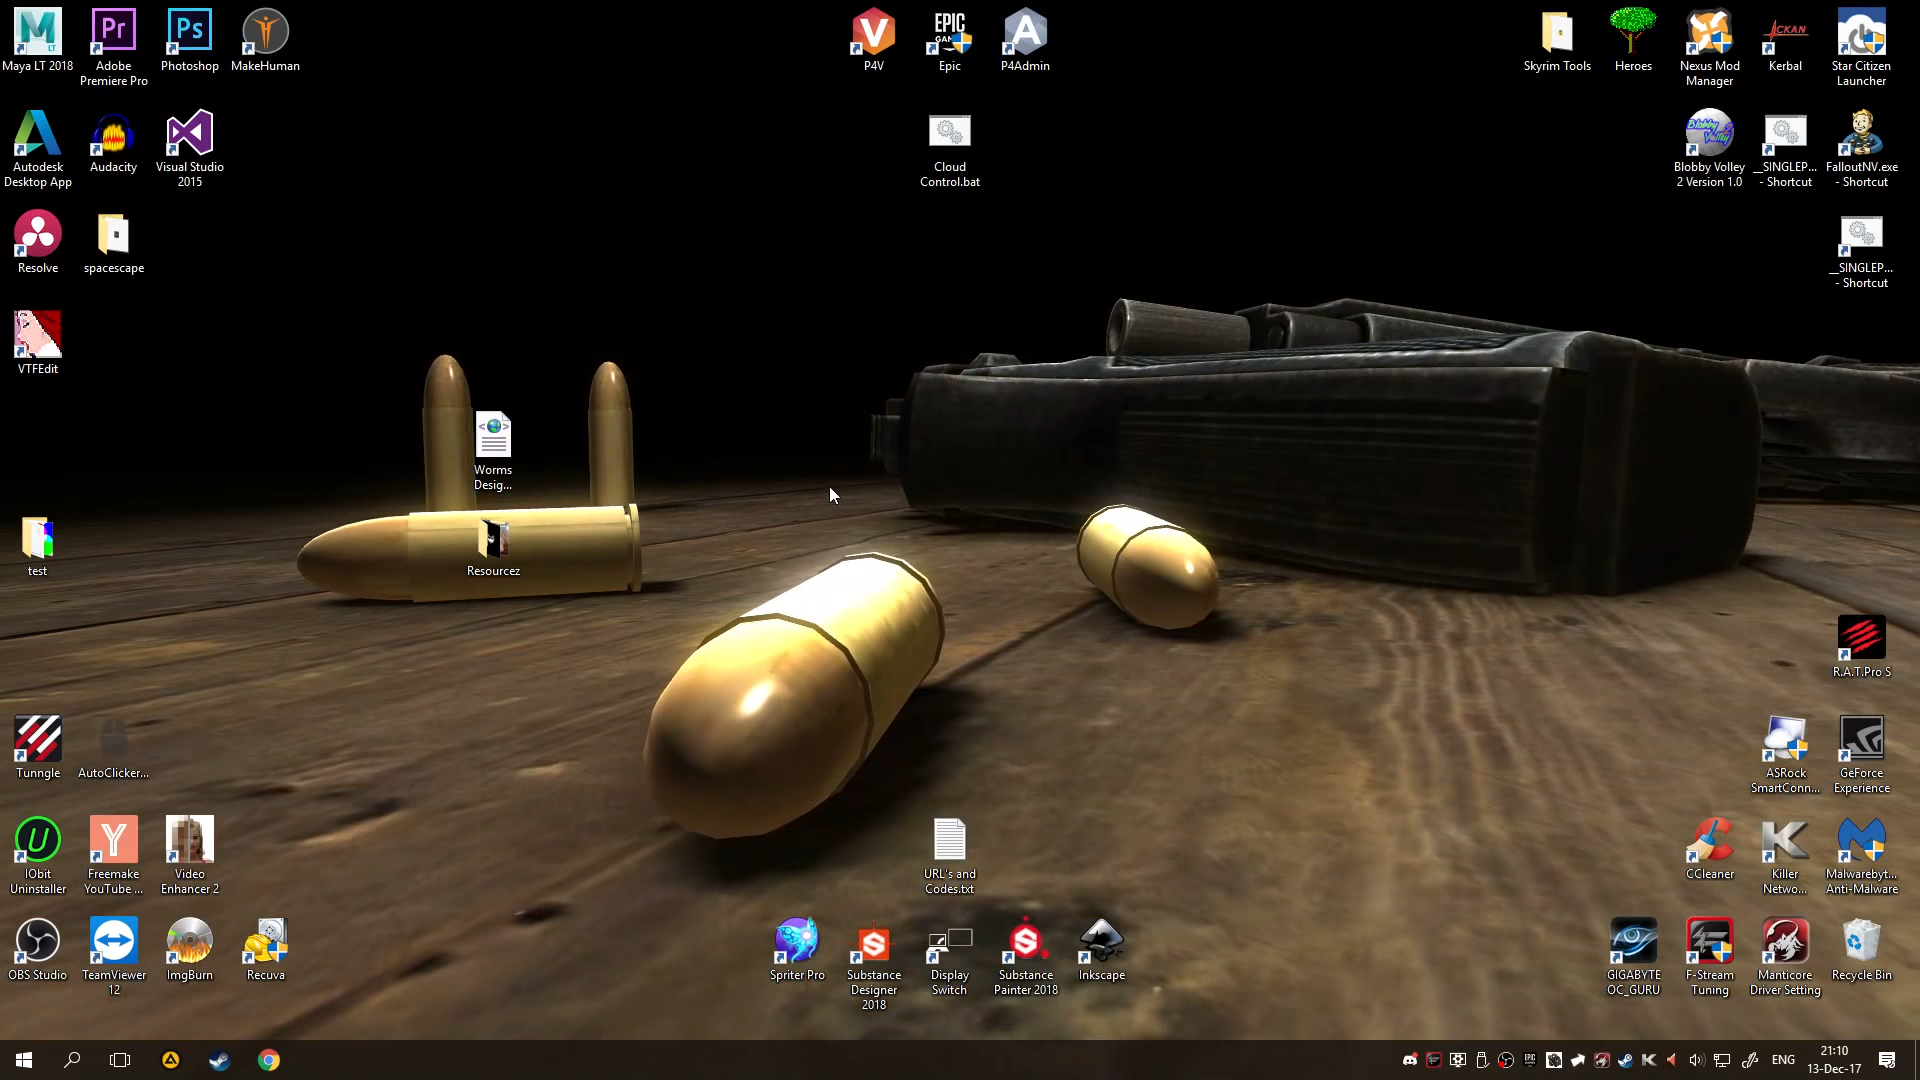 Maya LT 2018
Adobe
Premiere Pro
Photoshop
MakeHuman
P4V
Epic
P4Admin
Skyrim Tools
Heroes
Nexus Mod
Manager
Kerbal
Star Citizen
Launcher
Autodesk
Desktop App
Audacity
Visual Studio
2015
Cloud
Control.bat
Blobby Volley
2 Version 1.0
__SINGLEP...
- Shortcut
FalloutNV.exe
- Shortcut
Resolve
spacescape
__SINGLEP...
- Shortcut
VTFEdit
Worms
Desig...
test
Resourcez
R.A.T.Pro S
Tunngle
AutoClicker...
ASRock
SmartConn...
GeForce
Experience
IObit
Uninstaller
Freemake
YouTube ...
Video
Enhancer 2
URL's and
Codes.txt
CCleaner
Killer
Netwo...
Malwarebyt...
Anti-Malware
OBS Studio
TeamViewer
12
ImgBurn
Recuva
Spriter Pro
Substance
Designer
2018
Display
Switch
Substance
Painter 2018
Inkscape
GIGABYTE
OC_GURU
F-Stream
Tuning
Manticore
Driver Setting
Recycle Bin
ENG
21:10
13-Dec-17